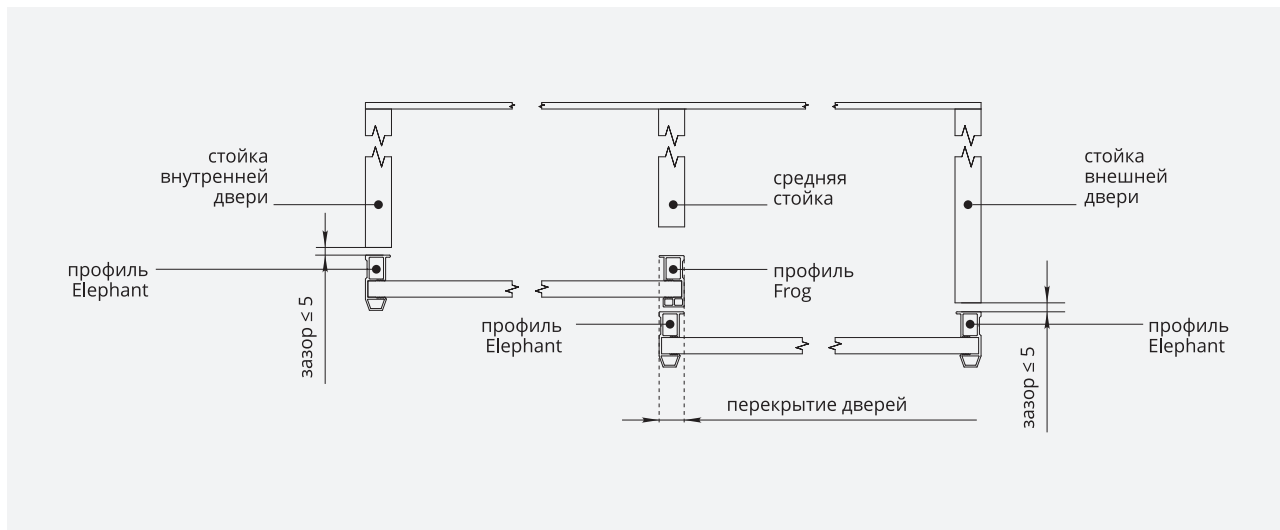 стойка
внутренней
двери
средняя
стойка
стойка
внешней
двери
профиль
Elephant
профиль
Frog
зазор ≤ 5
профиль
Elephant
профиль
Elephant
зазор ≤ 5
перекрытие дверей